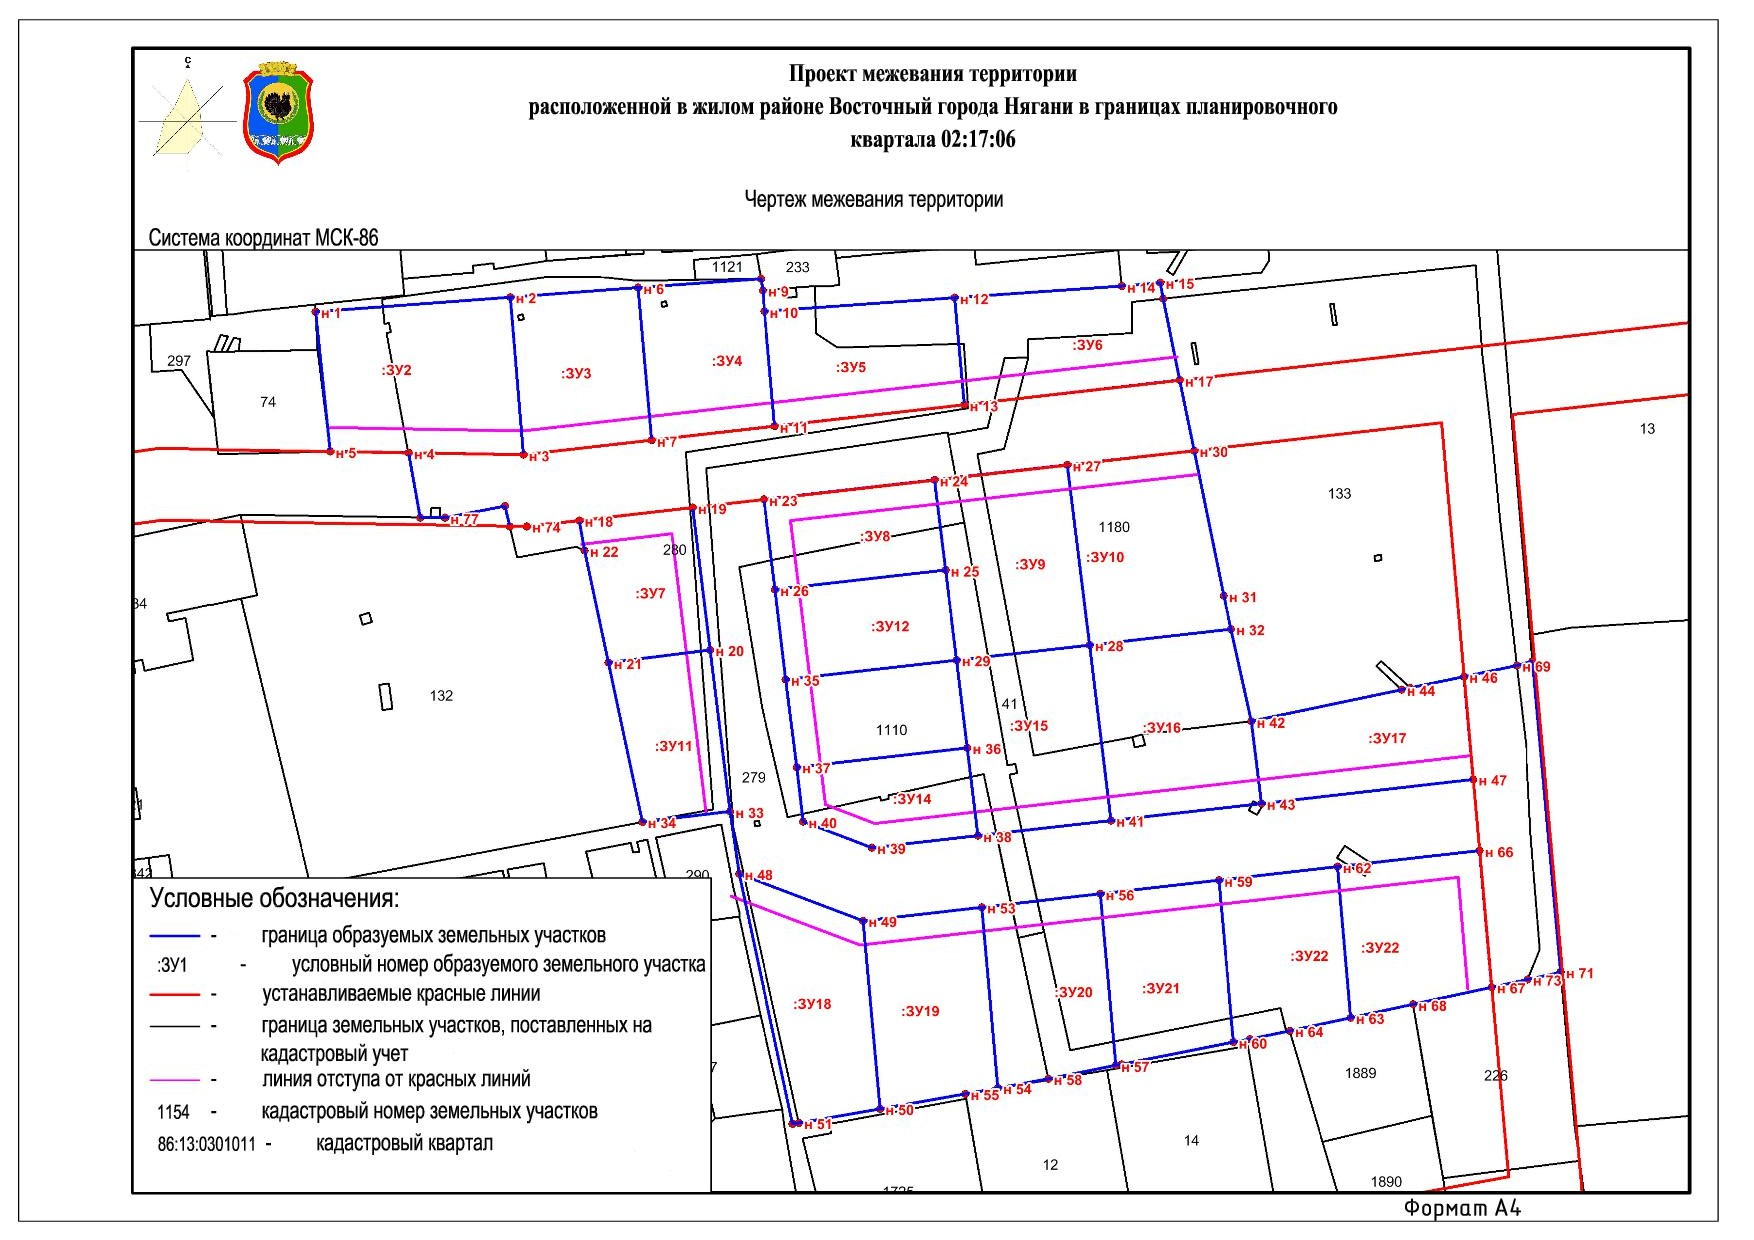 С
Проект межевания территории
расположенной в жилом районе Восточный города Нягани в границах планировочного
квартала 02:17:06
Чертеж межевания территории
Система координат МСК-86
1121
233
н 9
н 6
н 2
н 1
н 10
н 12
н 14
н 15
:ЗУ6
297
:ЗУ2
:ЗУ3
:ЗУ4
:ЗУ5
н 17
74
н 13
13
н 11
н 7
н 5
н 4
н 3
н 30
н 27
н 24
133
н 23
н 19
н 18
н 77
н 74
1180
:ЗУ8
280
н 22
:ЗУ9
:ЗУ10
н 25
н 26
:ЗУ7
н 31
34
:ЗУ12
н 32
н 28
н 20
н 21
н 29
н 69
н 46
н 35
н 44
132
41
:ЗУ15
:ЗУ16
н 42
1110
:ЗУ17
:ЗУ11
н 36
н 37
279
н 47
:ЗУ14
н 43
н 33
н 34
н 40
н 41
н 38
н 39
н 66
н 62
290
н 48
н 59
н 56
н 53
н 49
:ЗУ22
:ЗУ22
н 71
н 73
н 67
:ЗУ20
:ЗУ21
:ЗУ18
:ЗУ19
н 68
н 63
н 64
н 60
н 57
н 58
н 54
н 55
1889
226
н 50
н 51
14
12
1890
1725
Условные обозначения:
- граница образуемых земельных участков
:ЗУ1 - условный номер образуемого земельного участка
- устанавливаемые красные линии
- граница земельных участков, поставленных на
кадастровый учет
- линия отступа от красных линий
1154 - кадастровый номер земельных участков
86:13:0301011 - кадастровый квартал
Формат А4